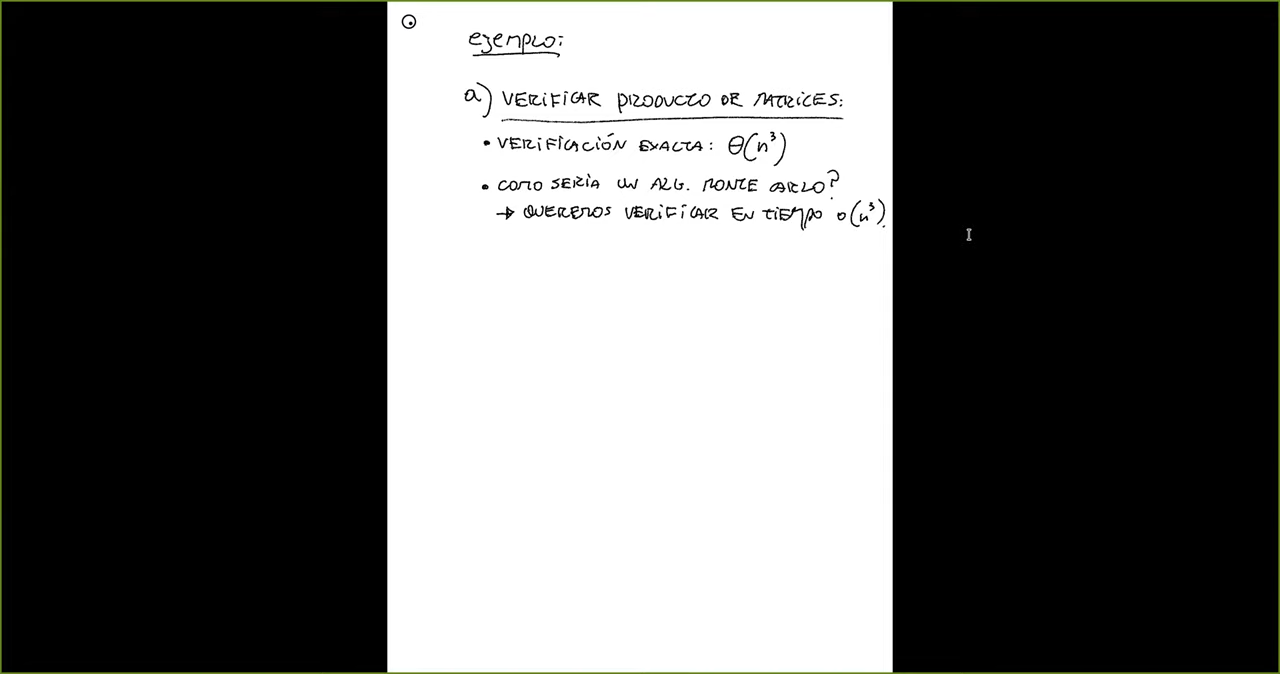 ejemplo:
a) VERIFICAR PRODUCTO DE MATRICES:
• VERIFICACIÓN EXACTA: Θ(n³)
• COMO SERÍA UN ALG. MONTE CARLO?
→ QUEREMOS VERIFICAR EN TIEMPO o(n³).